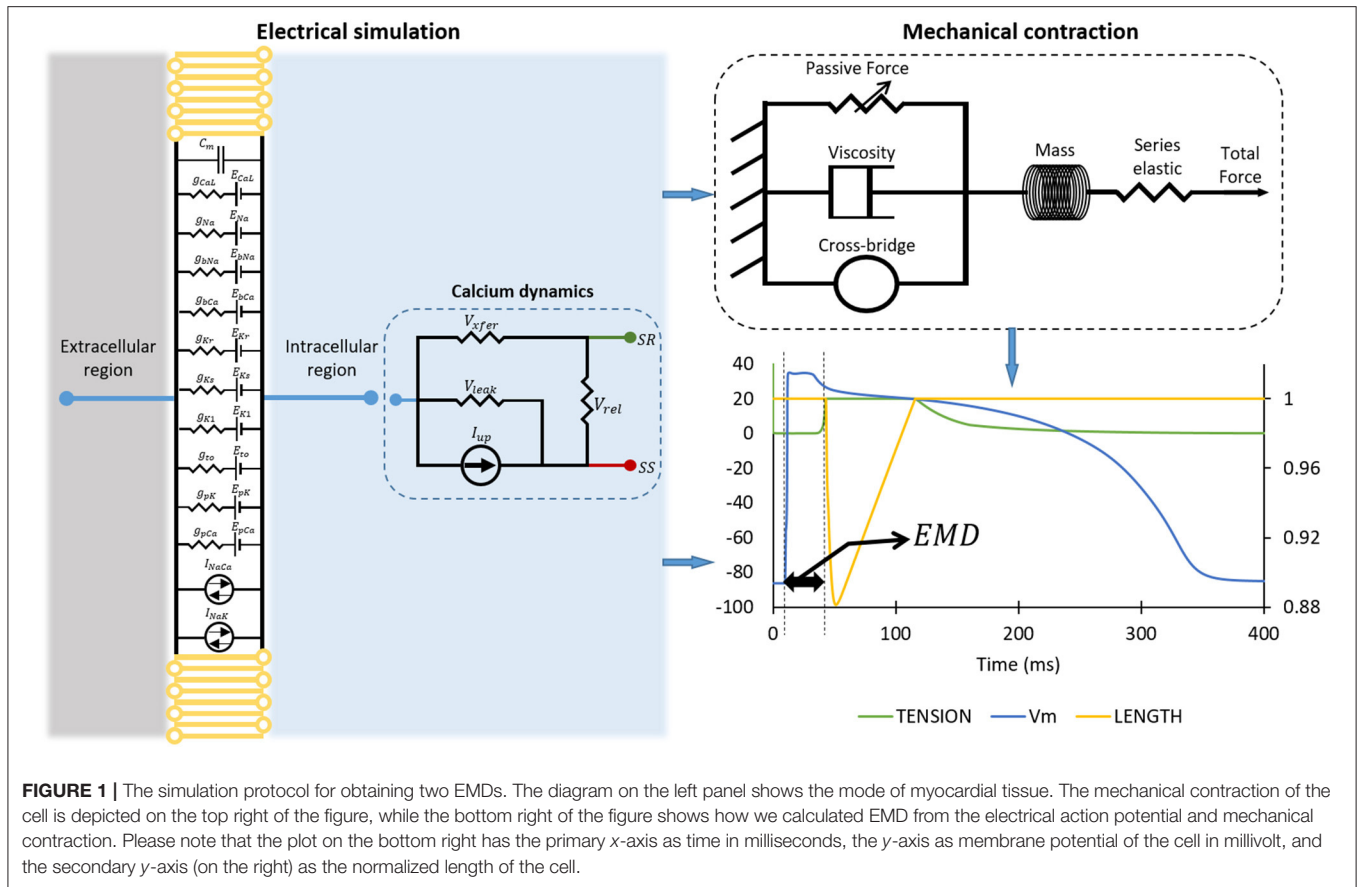 Electrical simulation
Mechanical contraction
C_m
g_CaL E_CaL
g_Na E_Na
g_bNa E_bNa
g_bCa E_bCa
g_Kr E_Kr
g_Ks E_Ks
g_K1 E_K1
g_to E_to
g_pK E_pK
g_pCa E_pCa
I_NaCa
I_NaK
Extracellular
region
Intracellular
region
Calcium dynamics
V_xfer
SR
V_leak
V_rel
I_up
SS
Passive Force
Viscosity
Cross-bridge
Mass
Series
elastic
Total
Force
40
20
0
-20
-40
-60
-80
-100
1
0.96
0.92
0.88
EMD
0 100 200 300 400
Time (ms)
TENSION Vm LENGTH
FIGURE 1 | The simulation protocol for obtaining two EMDs. The diagram on the left panel shows the mode of myocardial tissue. The mechanical contraction of the
cell is depicted on the top right of the figure, while the bottom right of the figure shows how we calculated EMD from the electrical action potential and mechanical
contraction. Please note that the plot on the bottom right has the primary x-axis as time in milliseconds, the y-axis as membrane potential of the cell in millivolt, and
the secondary y-axis (on the right) as the normalized length of the cell.